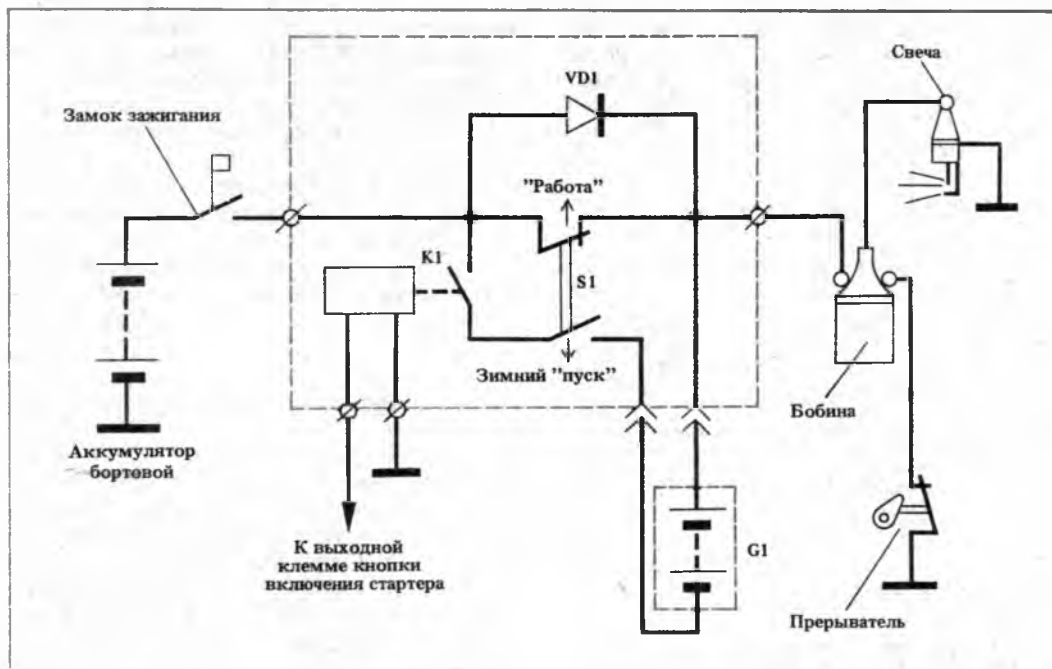 Свеча
VD1
Замок зажигания
"Работа"
K1
S1
Зимний "пуск"
Бобина
Аккумулятор
бортовой
К выходной
клемме кнопки
включения стартера
G1
Прерыватель